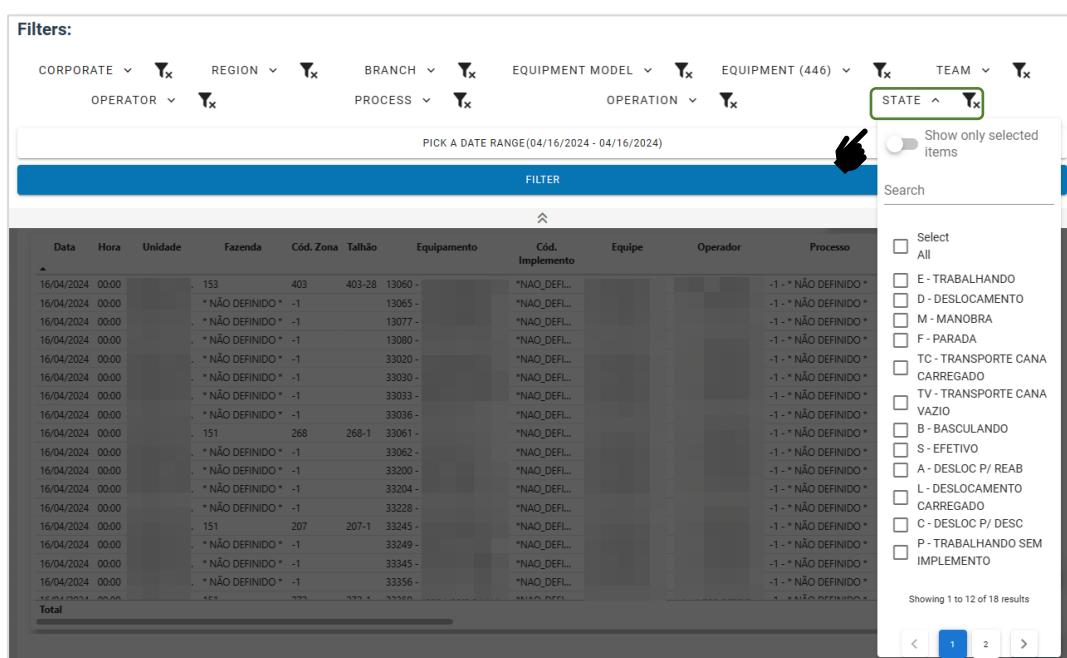 Filters:
CORPORATE REGION BRANCH EQUIPMENT MODEL EQUIPMENT (446) TEAM
OPERATOR PROCESS OPERATION STATE
PICK A DATE RANGE(04/16/2024 - 04/16/2024)
FILTER
Show only selected
items
Search
Select
All
E - TRABALHANDO
D - DESLOCAMENTO
M - MANOBRA
F - PARADA
TC - TRANSPORTE CANA
CARREGADO
TV - TRANSPORTE CANA
VAZIO
B - BASCULANDO
S - EFETIVO
A - DESLOC P/ REAB
L - DESLOCAMENTO
CARREGADO
C - DESLOC P/ DESC
P - TRABALHANDO SEM
IMPLEMENTO
Showing 1 to 12 of 18 results
1 2
Data Hora Unidade Fazenda Cód. Zona Talhão Equipamento Cód. Implemento Equipe Operador Processo
16/04/2024 00:00 153 403 403-28 13060 - *NAO_DEFI... -1 - * NÃO DEFINIDO *
16/04/2024 00:00 * NÃO DEFINIDO * -1 13065 - *NAO_DEFI... -1 - * NÃO DEFINIDO *
16/04/2024 00:00 * NÃO DEFINIDO * -1 13077 - *NAO_DEFI... -1 - * NÃO DEFINIDO *
16/04/2024 00:00 * NÃO DEFINIDO * -1 13080 - *NAO_DEFI... -1 - * NÃO DEFINIDO *
16/04/2024 00:00 * NÃO DEFINIDO * -1 33020 - *NAO_DEFI... -1 - * NÃO DEFINIDO *
16/04/2024 00:00 * NÃO DEFINIDO * -1 33030 - *NAO_DEFI... -1 - * NÃO DEFINIDO *
16/04/2024 00:00 * NÃO DEFINIDO * -1 33033 - *NAO_DEFI... -1 - * NÃO DEFINIDO *
16/04/2024 00:00 * NÃO DEFINIDO * -1 33036 - *NAO_DEFI... -1 - * NÃO DEFINIDO *
16/04/2024 00:00 151 268 268-1 33061 - *NAO_DEFI... -1 - * NÃO DEFINIDO *
16/04/2024 00:00 * NÃO DEFINIDO * -1 33062 - *NAO_DEFI... -1 - * NÃO DEFINIDO *
16/04/2024 00:00 * NÃO DEFINIDO * -1 33200 - *NAO_DEFI... -1 - * NÃO DEFINIDO *
16/04/2024 00:00 * NÃO DEFINIDO * -1 33204 - *NAO_DEFI... -1 - * NÃO DEFINIDO *
16/04/2024 00:00 * NÃO DEFINIDO * -1 33228 - *NAO_DEFI... -1 - * NÃO DEFINIDO *
16/04/2024 00:00 151 207 207-1 33245 - *NAO_DEFI... -1 - * NÃO DEFINIDO *
16/04/2024 00:00 * NÃO DEFINIDO * -1 33249 - *NAO_DEFI... -1 - * NÃO DEFINIDO *
16/04/2024 00:00 * NÃO DEFINIDO * -1 33345 - *NAO_DEFI... -1 - * NÃO DEFINIDO *
16/04/2024 00:00 * NÃO DEFINIDO * -1 33356 - *NAO_DEFI... -1 - * NÃO DEFINIDO *
Total